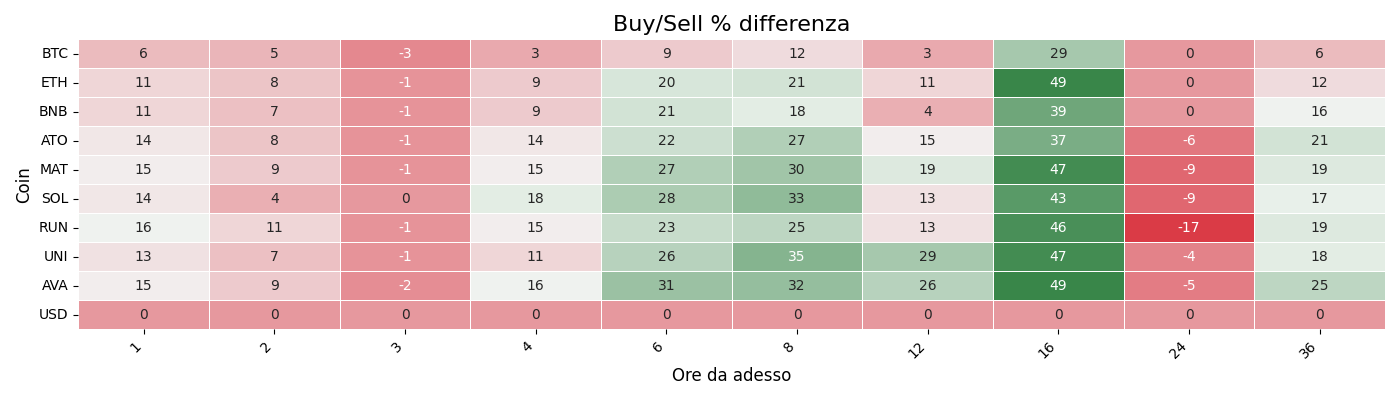 Buy/Sell % differenza
Coin
BTC 6 5 -3 3 9 12 3 29 0 6
ETH 11 8 -1 9 20 21 11 49 0 12
BNB 11 7 -1 9 21 18 4 39 0 16
ATO 14 8 -1 14 22 27 15 37 -6 21
MAT 15 9 -1 15 27 30 19 47 -9 19
SOL 14 4 0 18 28 33 13 43 -9 17
RUN 16 11 -1 15 23 25 13 46 -17 19
UNI 13 7 -1 11 26 35 29 47 -4 18
AVA 15 9 -2 16 31 32 26 49 -5 25
USD 0 0 0 0 0 0 0 0 0 0
1 2 3 4 6 8 12 16 24 36
Ore da adesso